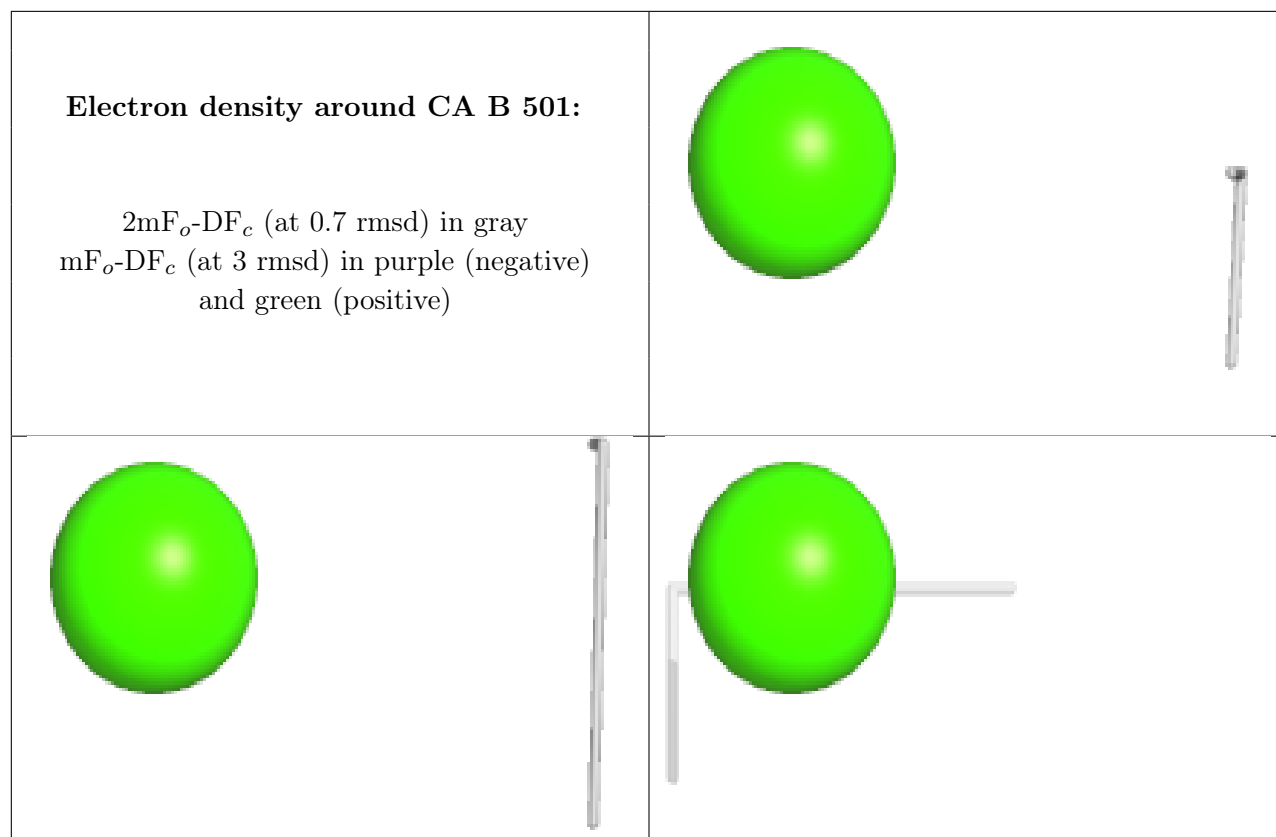 Electron density around CA B 501:
2mFo-DFc (at 0.7 rmsd) in gray
mFo-DFc (at 3 rmsd) in purple (negative)
and green (positive)